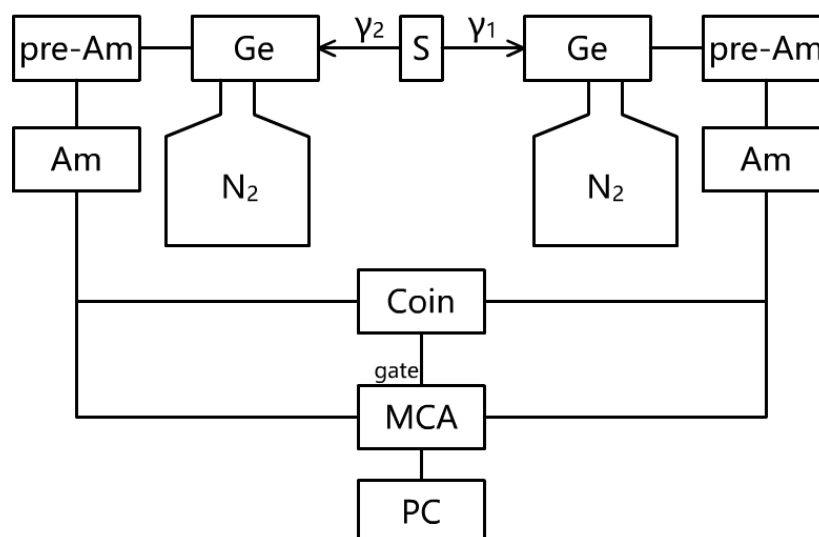 pre-Am Ge γ2 S γ1 Ge pre-Am
Am N2 N2 Am
Coin
gate
MCA
PC